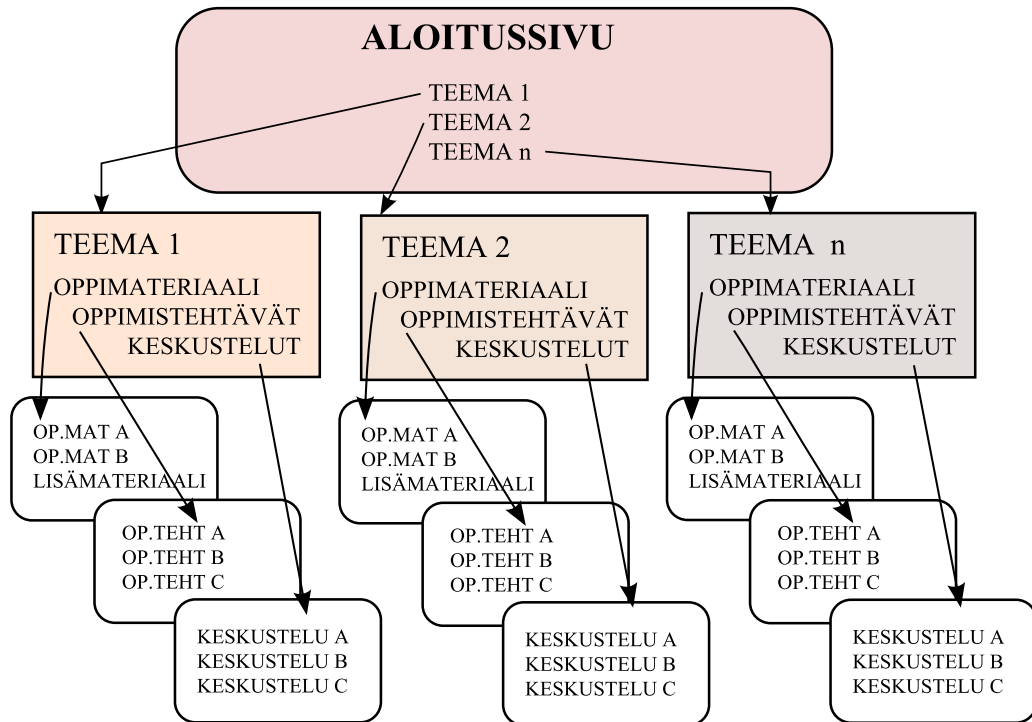 ALOITUSSIVU
TEEMA 1
TEEMA 2
TEEMA n
TEEMA 1
OPPIMATERIAALI
OPPIMISTEHTÄVÄT
KESKUSTELUT
OP.MAT A
OP.MAT B
LISÄMATERIAALI
OP.TEHT A
OP.TEHT B
OP.TEHT C
KESKUSTELU A
KESKUSTELU B
KESKUSTELU C
TEEMA 2
OPPIMATERIAALI
OPPIMISTEHTÄVÄT
KESKUSTELUT
OP.MAT A
OP.MAT B
LISÄMATERIAALI
OP.TEHT A
OP.TEHT B
OP.TEHT C
KESKUSTELU A
KESKUSTELU B
KESKUSTELU C
TEEMA n
OPPIMATERIAALI
OPPIMISTEHTÄVÄT
KESKUSTELUT
OP.MAT A
OP.MAT B
LISÄMATERIAALI
OP.TEHT A
OP.TEHT B
OP.TEHT C
KESKUSTELU A
KESKUSTELU B
KESKUSTELU C